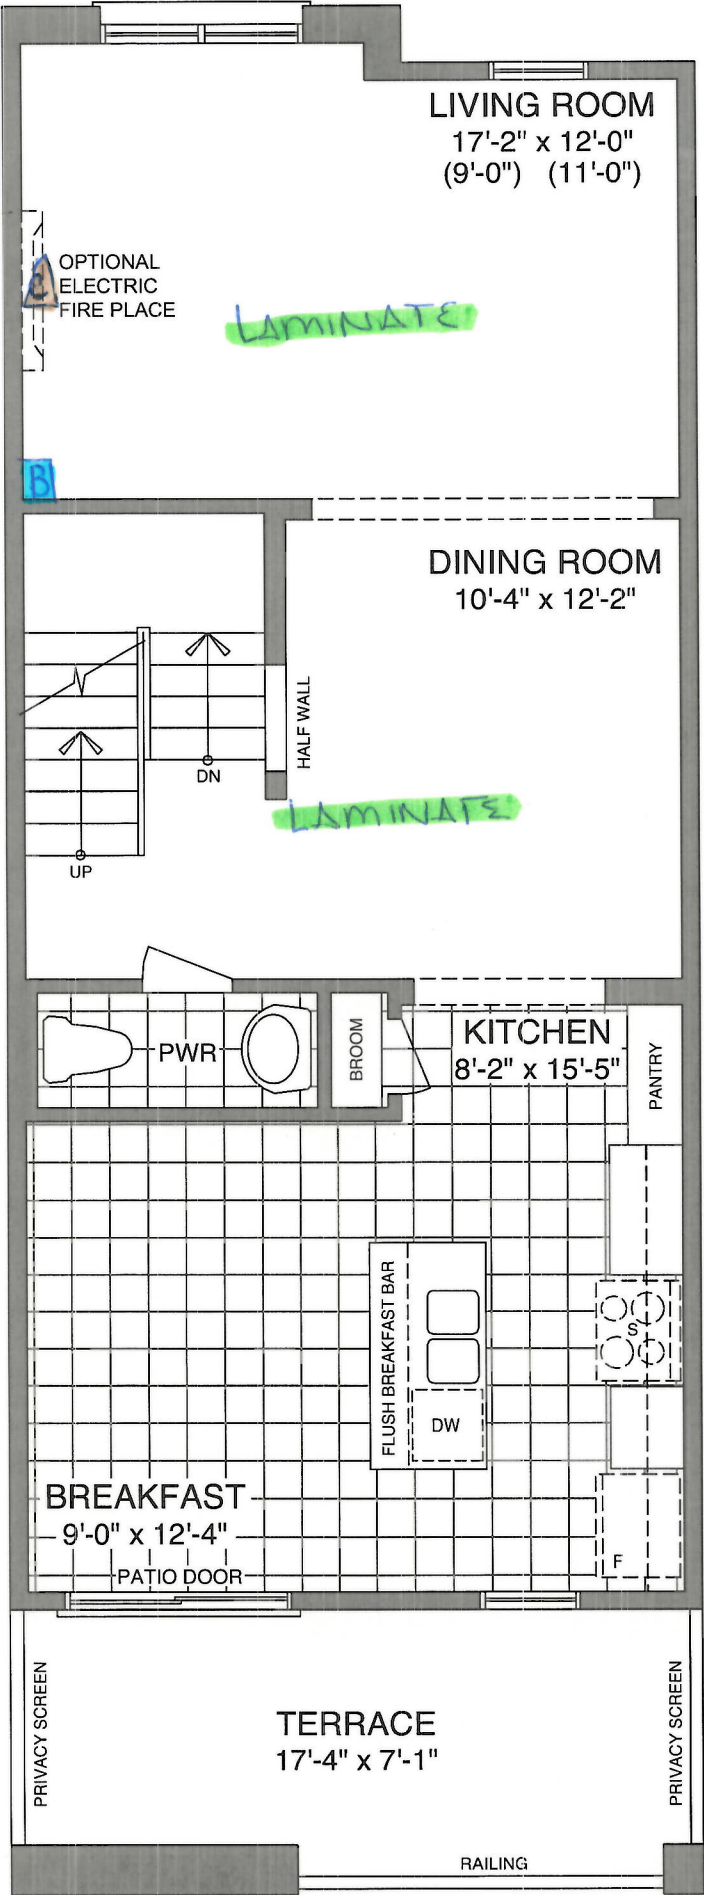 LIVING ROOM
17'-2" x 12'-0"
(9'-0") (11'-0")
OPTIONAL
ELECTRIC
FIRE PLACE
LAMINATE
B
DINING ROOM
10'-4" x 12'-2"
HALF WALL
DN
LAMINATE
UP
PWR
BROOM
KITCHEN
8'-2" x 15'-5"
PANTRY
FLUSH BREAKFAST BAR
S
DW
BREAKFAST
9'-0" x 12'-4"
F
PATIO DOOR
PRIVACY SCREEN
TERRACE
17'-4" x 7'-1"
PRIVACY SCREEN
RAILING